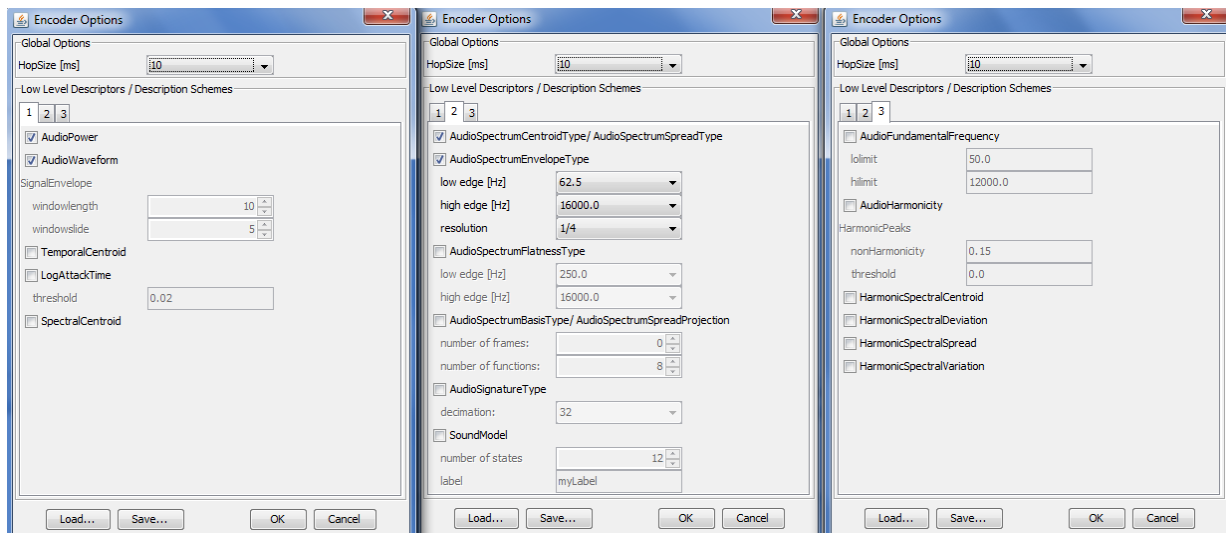 Encoder Options
Global Options
HopSize [ms] 10
Low Level Descriptors / Description Schemes
1 2 3
AudioPower
AudioWaveform
SignalEnvelope
windowlength 10
windowslide 5
TemporalCentroid
LogAttackTime
threshold 0.02
SpectralCentroid
Load... Save... OK Cancel
Encoder Options
Global Options
HopSize [ms] 10
Low Level Descriptors / Description Schemes
1 2 3
AudioSpectrumCentroidType/ AudioSpectrumSpreadType
AudioSpectrumEnvelopeType
low edge [Hz] 62.5
high edge [Hz] 16000.0
resolution 1/4
AudioSpectrumFlatnessType
low edge [Hz] 250.0
high edge [Hz] 16000.0
AudioSpectrumBasisType/ AudioSpectrumSpreadProjection
number of frames: 0
number of functions: 8
AudioSignatureType
decimation: 32
SoundModel
number of states 12
label myLabel
Load... Save... OK Cancel
Encoder Options
Global Options
HopSize [ms] 10
Low Level Descriptors / Description Schemes
1 2 3
AudioFundamentalFrequency
lolimit 50.0
hilimit 12000.0
AudioHarmonicity
HarmonicPeaks
nonHarmonicity 0.15
threshold 0.0
HarmonicSpectralCentroid
HarmonicSpectralDeviation
HarmonicSpectralSpread
HarmonicSpectralVariation
Load... Save... OK Cancel